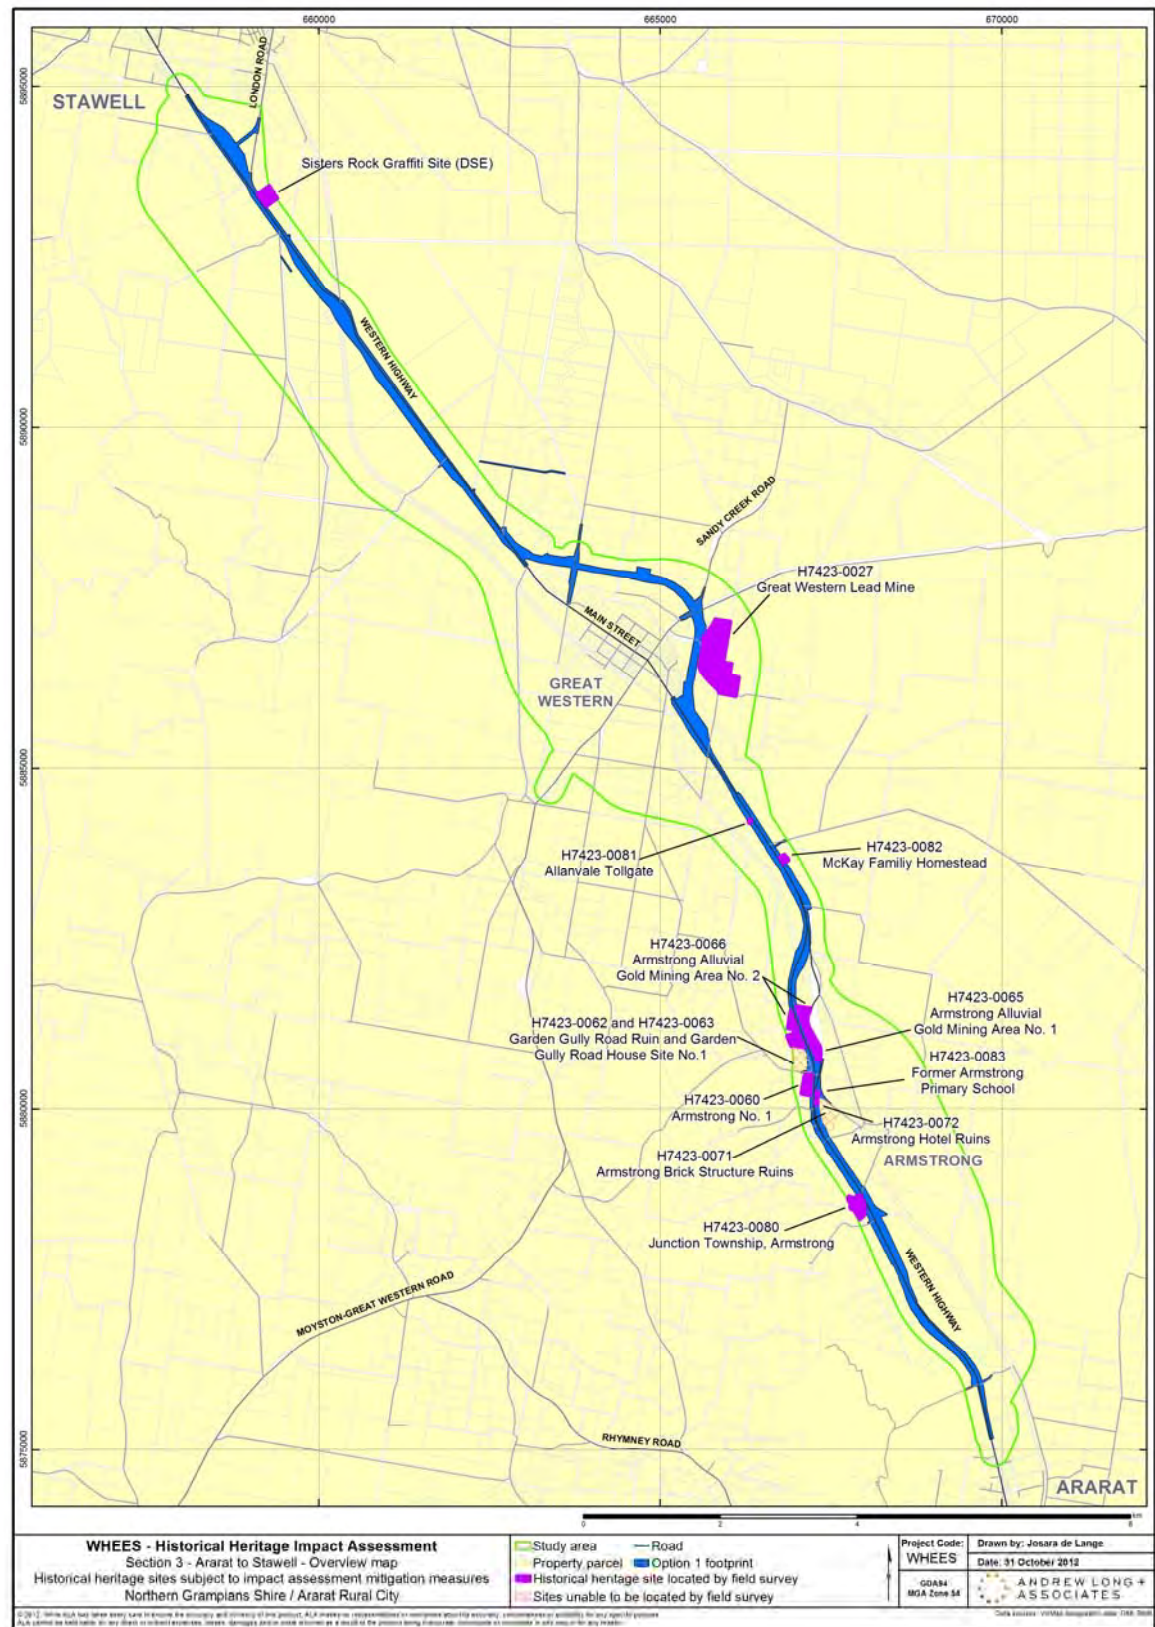 660000
665000
670000
5895000
5890000
5885000
5880000
5875000
STAWELL
LONDON ROAD
Sisters Rock Graffiti Site (DSE)
WESTERN HIGHWAY
SANDY CREEK ROAD
H7423-0027
Great Western Lead Mine
MAIN STREET
GREAT
WESTERN
H7423-0081
Allanvale Tollgate
H7423-0082
McKay Familiy Homestead
H7423-0066
Armstrong Alluvial
Gold Mining Area No. 2
H7423-0065
Armstrong Alluvial
Gold Mining Area No. 1
H7423-0062 and H7423-0063
Garden Gully Road Ruin and Garden
Gully Road House Site No.1
H7423-0083
Former Armstrong
Primary School
H7423-0060
Armstrong No. 1
H7423-0072
Armstrong Hotel Ruins
H7423-0071
Armstrong Brick Structure Ruins
ARMSTRONG
H7423-0080
Junction Township, Armstrong
WESTERN HIGHWAY
MOYSTON-GREAT WESTERN ROAD
RHYMNEY ROAD
ARARAT
0 2 4 8 km
WHEES - Historical Heritage Impact Assessment
Section 3 - Ararat to Stawell - Overview map
Historical heritage sites subject to impact assessment mitigation measures
Northern Grampians Shire / Ararat Rural City
Study area
Road
Property parcel
Option 1 footprint
Historical heritage site located by field survey
Sites unable to be located by field survey
Project Code:
WHEES
GDA94
MGA Zone 54
Drawn by: Josara de Lange
Date: 31 October 2012
ANDREW LONG +
ASSOCIATES